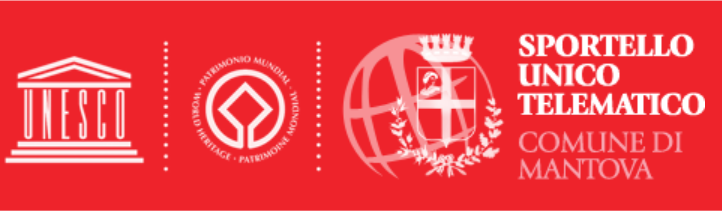 UNESCO
PATRIMONIO MUNDIAL
WORLD HERITAGE · PATRIMOINE MONDIAL
SPORTELLO
UNICO
TELEMATICO
COMUNE DI
MANTOVA